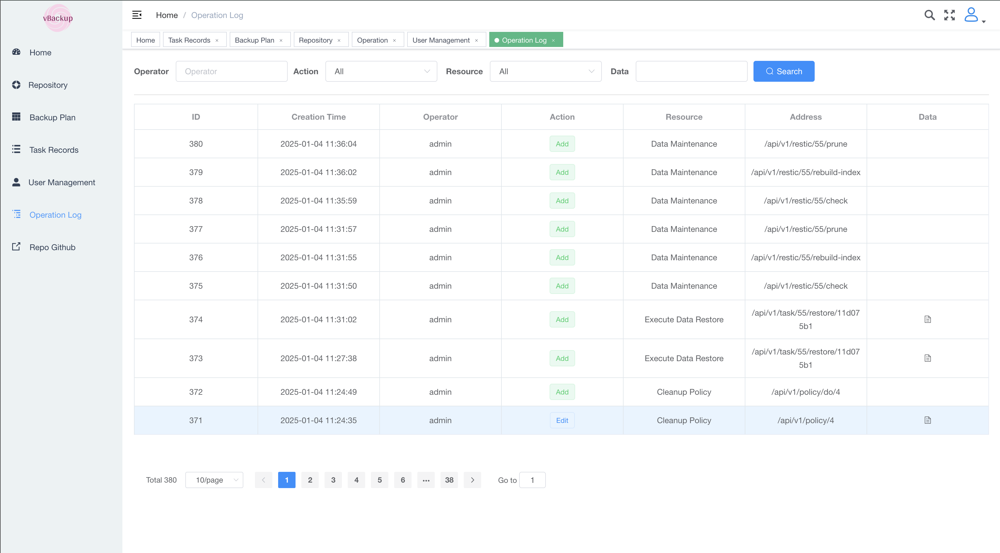 vBackup
Home / Operation Log
Home
Repository
Backup Plan
Task Records
User Management
Operation Log
Repo Github
Home Task Records × Backup Plan × Repository × Operation × User Management × Operation Log ×
Operator Operator Action All Resource All Data Search
ID Creation Time Operator Action Resource Address Data
380 2025-01-04 11:36:04 admin Add Data Maintenance /api/v1/restic/55/prune
379 2025-01-04 11:36:02 admin Add Data Maintenance /api/v1/restic/55/rebuild-index
378 2025-01-04 11:35:59 admin Add Data Maintenance /api/v1/restic/55/check
377 2025-01-04 11:31:57 admin Add Data Maintenance /api/v1/restic/55/prune
376 2025-01-04 11:31:55 admin Add Data Maintenance /api/v1/restic/55/rebuild-index
375 2025-01-04 11:31:50 admin Add Data Maintenance /api/v1/restic/55/check
374 2025-01-04 11:31:02 admin Add Execute Data Restore /api/v1/task/55/restore/11d07
5b1
373 2025-01-04 11:27:38 admin Add Execute Data Restore /api/v1/task/55/restore/11d07
5b1
372 2025-01-04 11:24:49 admin Add Cleanup Policy /api/v1/policy/do/4
371 2025-01-04 11:24:35 admin Edit Cleanup Policy /api/v1/policy/4
Total 380 10/page 1 2 3 4 5 6 ... 38 Go to 1